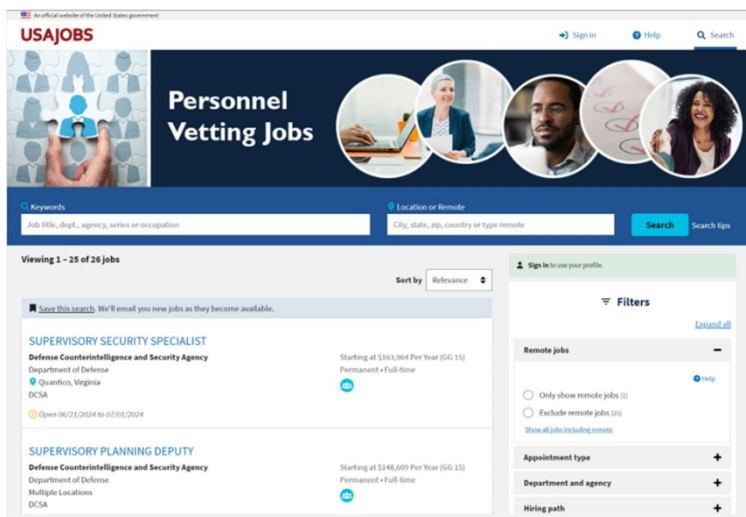 An official website of the United States government
USAJOBS
Sign in
Help
Search
Personnel
Vetting Jobs
Keywords
Location or Remote
Job title, dept., agency, series or occupation
City, state, zip, country or type remote
Search
Search tips
Viewing 1 – 25 of 26 jobs
Sort by
Relevance
Save this search. We'll email you new jobs as they become available.
SUPERVISORY SECURITY SPECIALIST
Defense Counterintelligence and Security Agency
Department of Defense
Quantico, Virginia
DCSA
Starting at $163,964 Per Year (GG 15)
Permanent • Full-time
Open 06/21/2024 to 07/01/2024
SUPERVISORY PLANNING DEPUTY
Defense Counterintelligence and Security Agency
Department of Defense
Multiple Locations
DCSA
Starting at $148,609 Per Year (GG 15)
Permanent • Full-time
Sign in to use your profile.
Filters
Expand all
Remote jobs
Help
Only show remote jobs (1)
Exclude remote jobs (25)
Show all jobs including remote
Appointment type
Department and agency
Hiring path